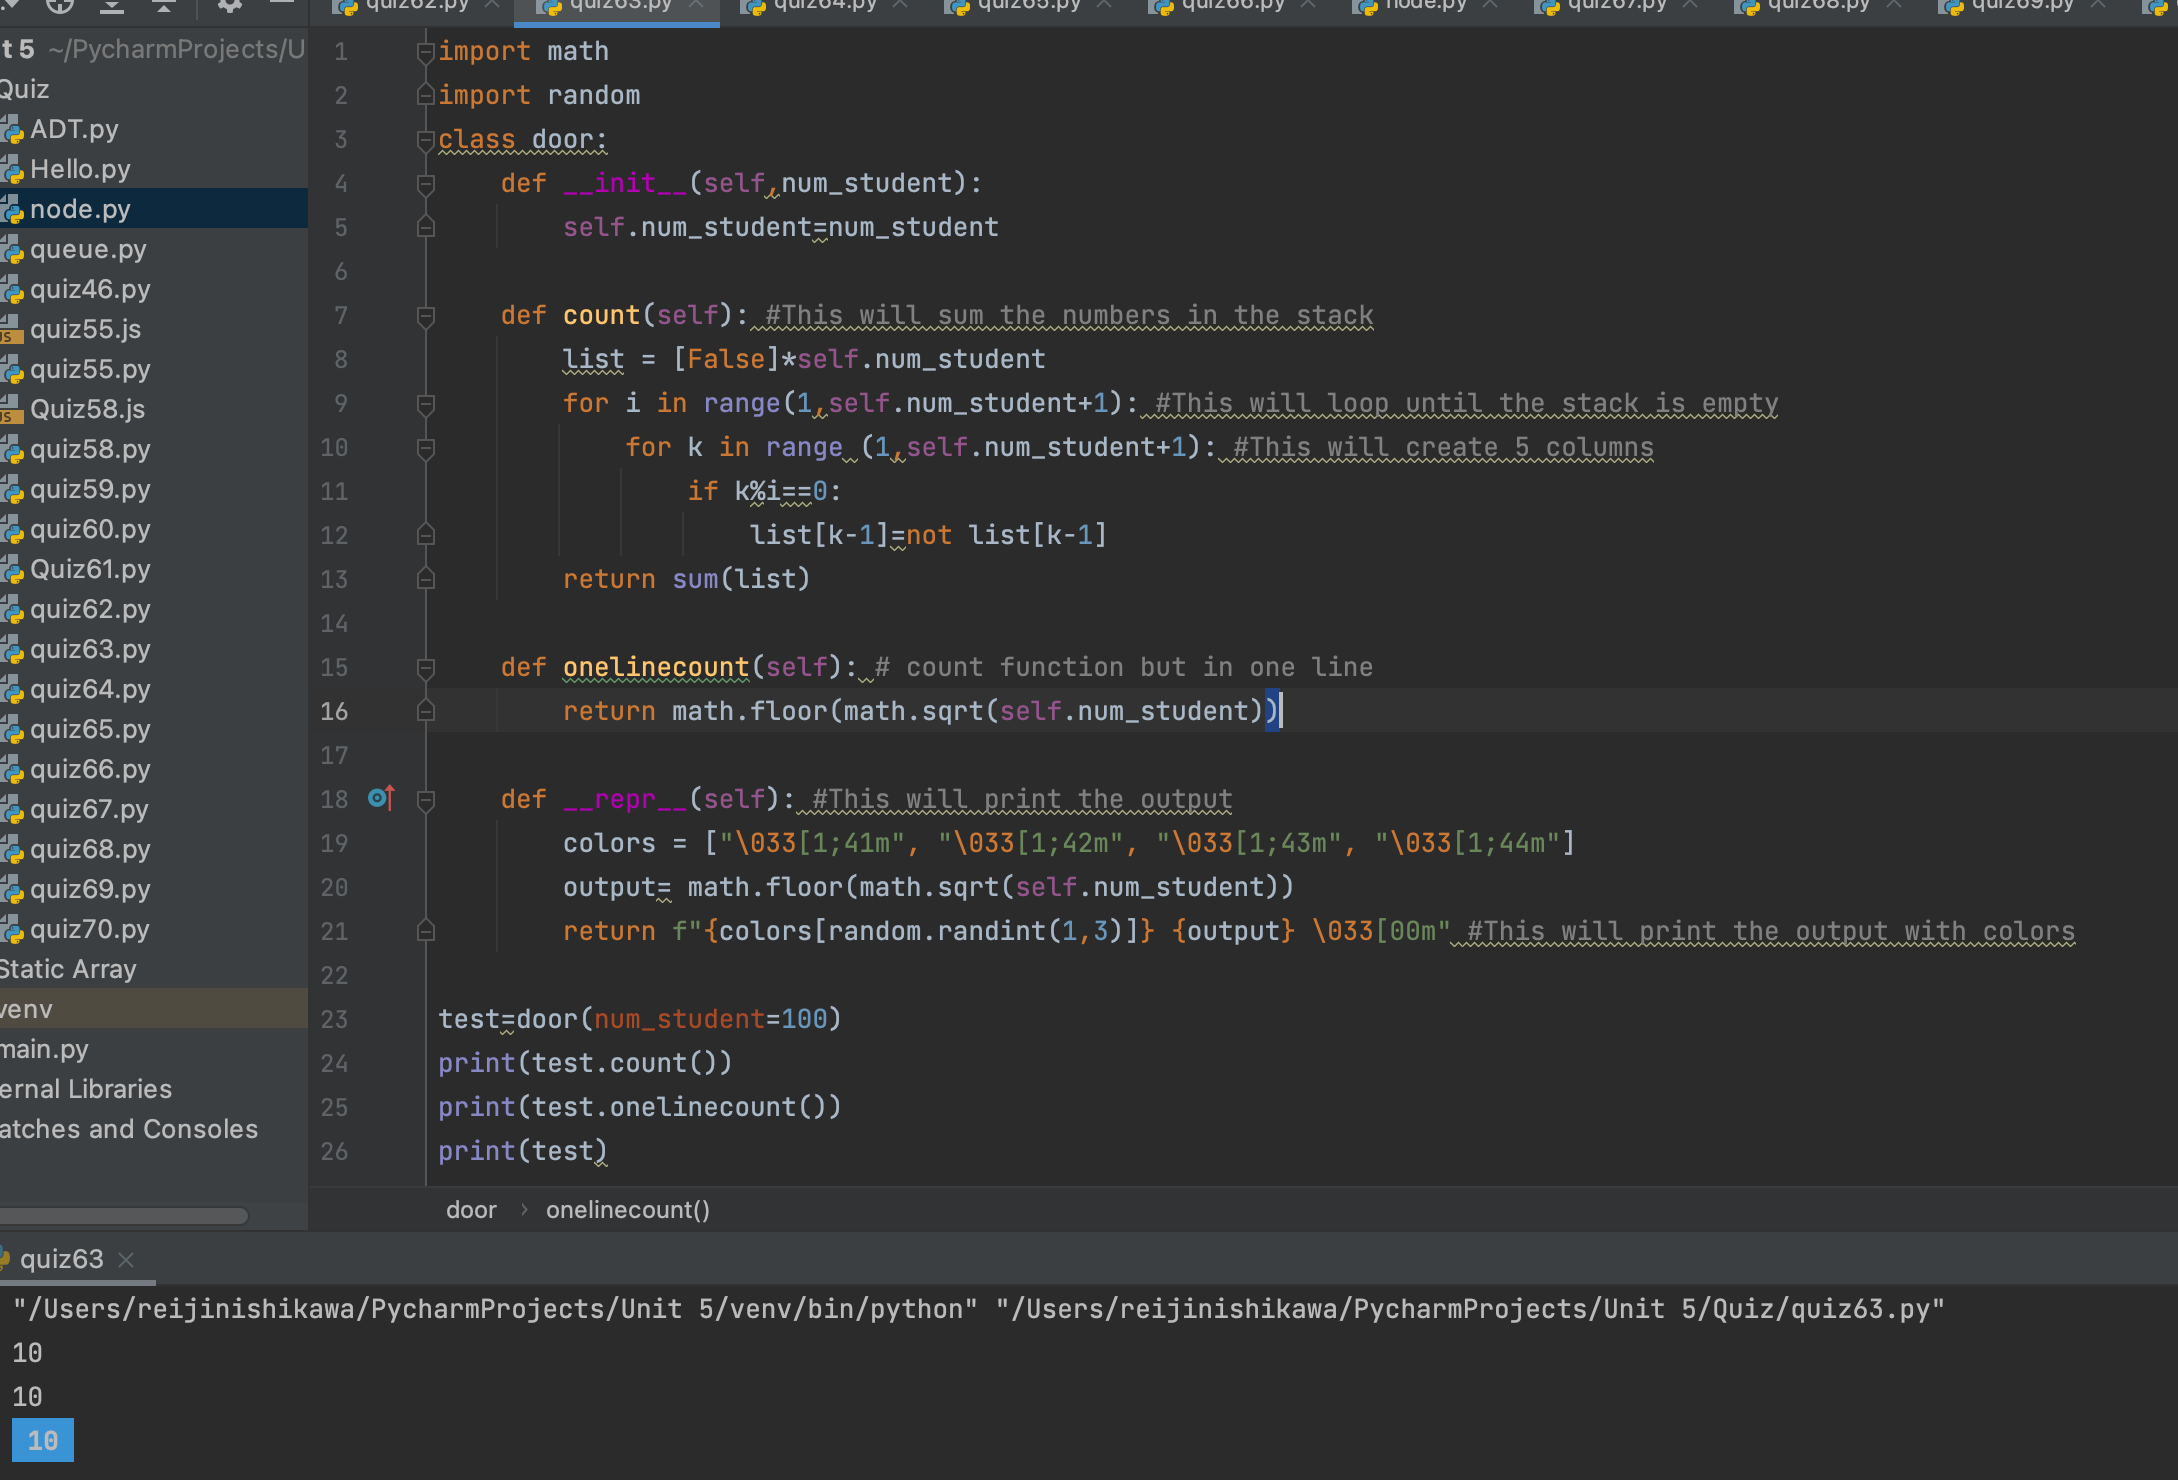 quiz62.py quiz63.py quiz64.py quiz65.py quiz66.py node.py quiz67.py quiz68.py quiz69.py
t 5 ~/PycharmProjects/U
Quiz
ADT.py
Hello.py
node.py
queue.py
quiz46.py
quiz55.js
quiz55.py
Quiz58.js
quiz58.py
quiz59.py
quiz60.py
Quiz61.py
quiz62.py
quiz63.py
quiz64.py
quiz65.py
quiz66.py
quiz67.py
quiz68.py
quiz69.py
quiz70.py
Static Array
venv
main.py
ernal Libraries
atches and Consoles
1 import math
2 import random
3 class door:
4     def __init__(self,num_student):
5         self.num_student=num_student
6
7     def count(self): #This will sum the numbers in the stack
8         list = [False]*self.num_student
9         for i in range(1,self.num_student+1): #This will loop until the stack is empty
10             for k in range (1,self.num_student+1): #This will create 5 columns
11                 if k%i==0:
12                     list[k-1]=not list[k-1]
13         return sum(list)
14
15     def onelinecount(self): # count function but in one line
16         return math.floor(math.sqrt(self.num_student))
17
18     def __repr__(self): #This will print the output
19         colors = ["\033[1;41m", "\033[1;42m", "\033[1;43m", "\033[1;44m"]
20         output= math.floor(math.sqrt(self.num_student))
21         return f"{colors[random.randint(1,3)]} {output} \033[00m" #This will print the output with colors
22
23 test=door(num_student=100)
24 print(test.count())
25 print(test.onelinecount())
26 print(test)
door › onelinecount()
quiz63
"/Users/reijinishikawa/PycharmProjects/Unit 5/venv/bin/python" "/Users/reijinishikawa/PycharmProjects/Unit 5/Quiz/quiz63.py"
10
10
10